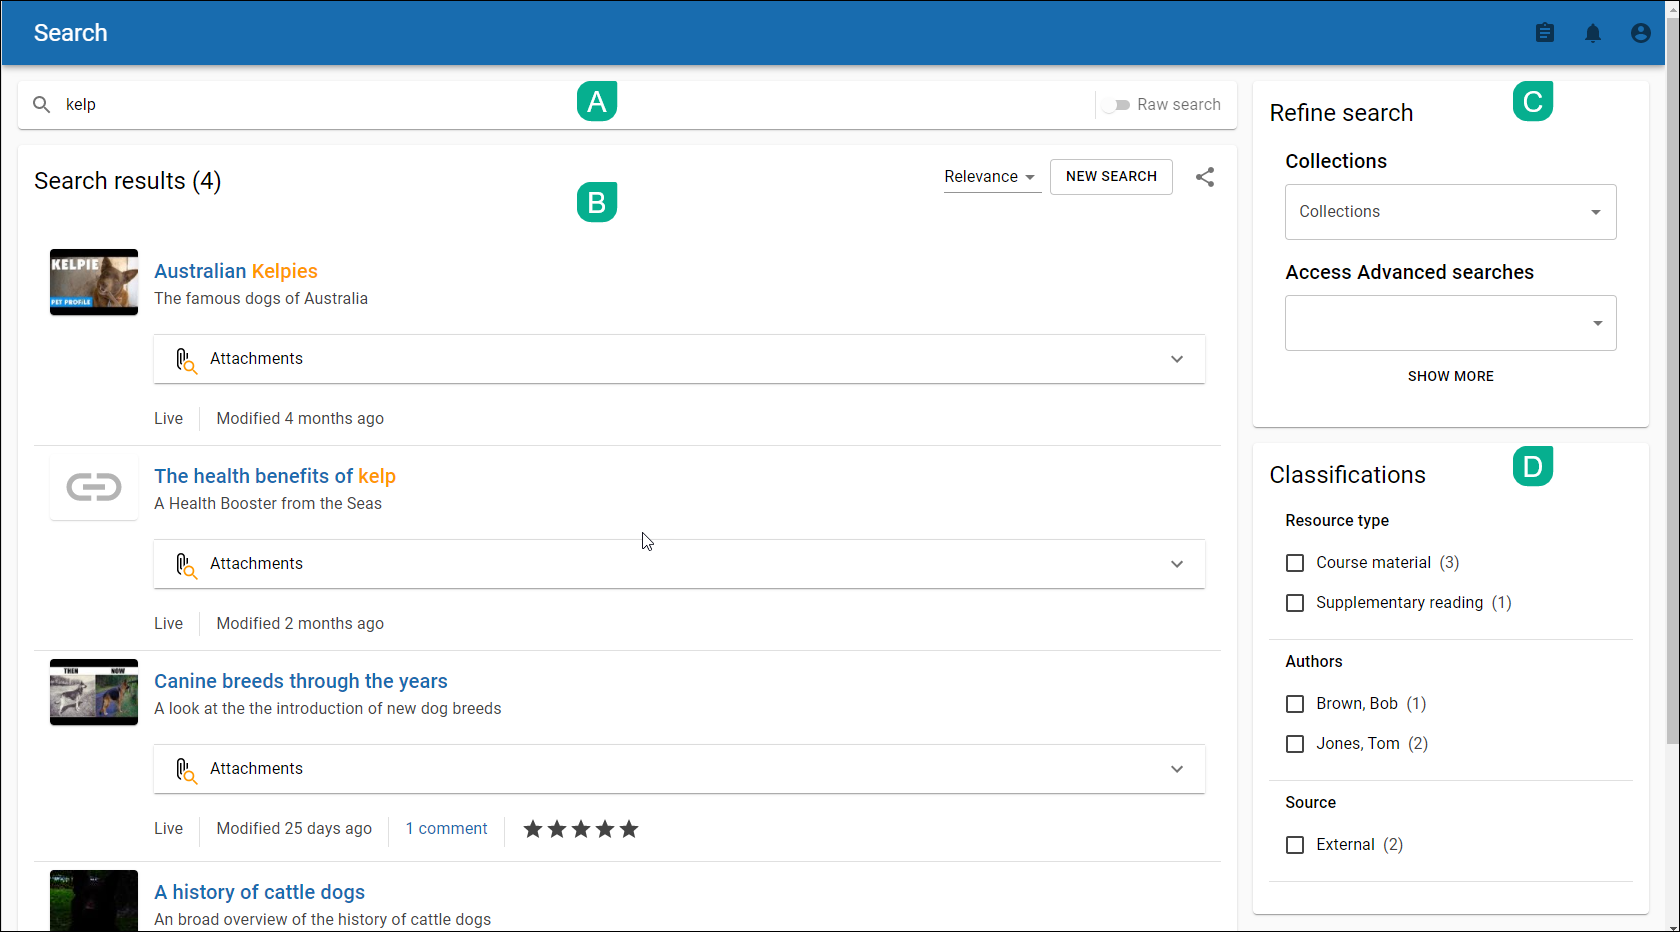 Search
kelp
A
Raw search
Search results (4)
B
Relevance
NEW SEARCH
KELPIE
PET PROFILE
Australian Kelpies
The famous dogs of Australia
Attachments
Live
Modified 4 months ago
The health benefits of kelp
A Health Booster from the Seas
Attachments
Live
Modified 2 months ago
THEN NOW
Canine breeds through the years
A look at the the introduction of new dog breeds
Attachments
Live
Modified 25 days ago
1 comment
A history of cattle dogs
An broad overview of the history of cattle dogs
Refine search
C
Collections
Collections
Access Advanced searches
SHOW MORE
Classifications
D
Resource type
Course material (3)
Supplementary reading (1)
Authors
Brown, Bob (1)
Jones, Tom (2)
Source
External (2)